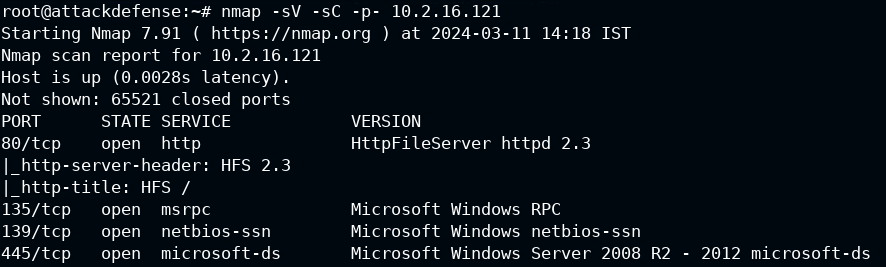 root@attackdefense:~# nmap -sV -sC -p- 10.2.16.121
Starting Nmap 7.91 ( https://nmap.org ) at 2024-03-11 14:18 IST
Nmap scan report for 10.2.16.121
Host is up (0.0028s latency).
Not shown: 65521 closed ports
PORT      STATE SERVICE            VERSION
80/tcp    open  http               HttpFileServer httpd 2.3
|_http-server-header: HFS 2.3
|_http-title: HFS /
135/tcp   open  msrpc              Microsoft Windows RPC
139/tcp   open  netbios-ssn        Microsoft Windows netbios-ssn
445/tcp   open  microsoft-ds       Microsoft Windows Server 2008 R2 - 2012 microsoft-ds